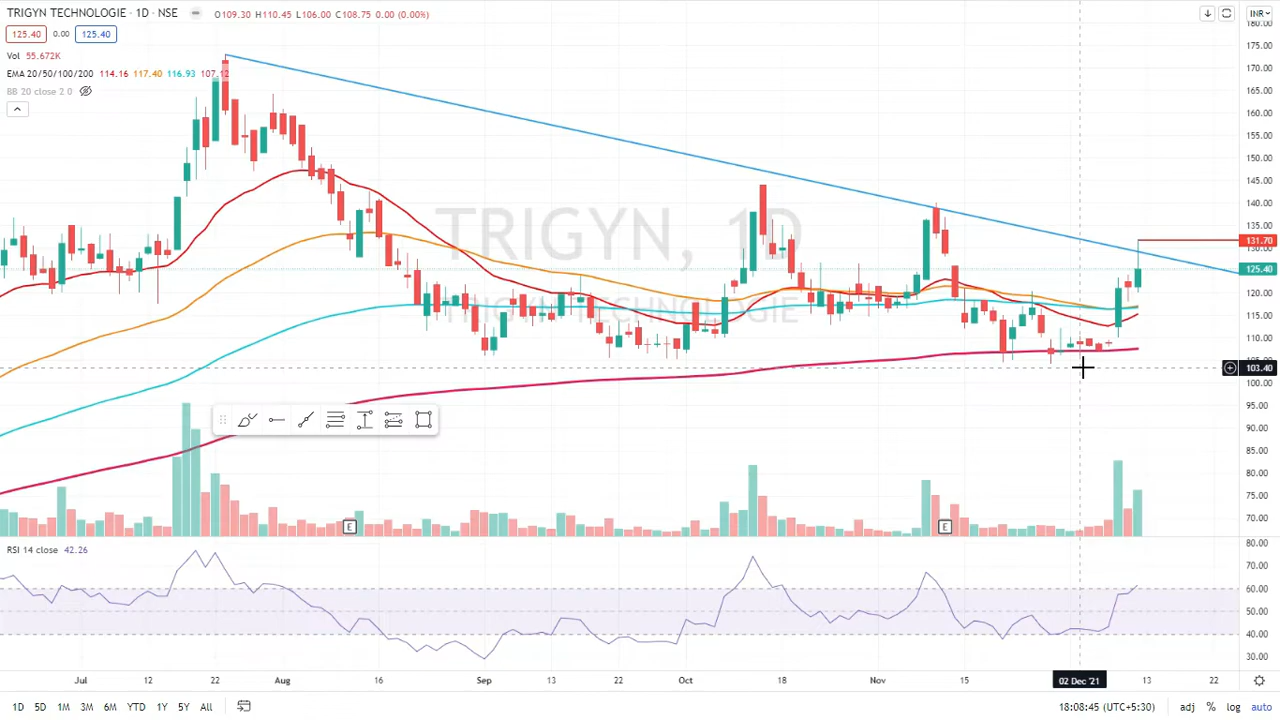 TRIGYN TECHNOLOGIE · 1D · NSE O109.30 H110.45 L106.00 C108.75 0.00 (0.00%) INR
125.40 0.00 125.40
Vol 55.672K
EMA 20/50/100/200 114.16 117.40 116.93 107.12
BB 20 close 2 0
TRIGYN, 1D
TRIGYN TECHNOLOGIE
180.00
175.00
170.00
165.00
160.00
155.00
150.00
145.00
140.00
135.00
131.70
130.00
125.40
120.00
115.00
110.00
105.00
103.40
100.00
95.00
90.00
85.00
80.00
75.00
70.00
E E
RSI 14 close 42.26
80.00
70.00
60.00
50.00
40.00
30.00
Jul 12 22 Aug 16 Sep 13 22 Oct 18 Nov 15 02 Dec '21 13 22
1D 5D 1M 3M 6M YTD 1Y 5Y All 18:08:45 (UTC+5:30) adj % log auto